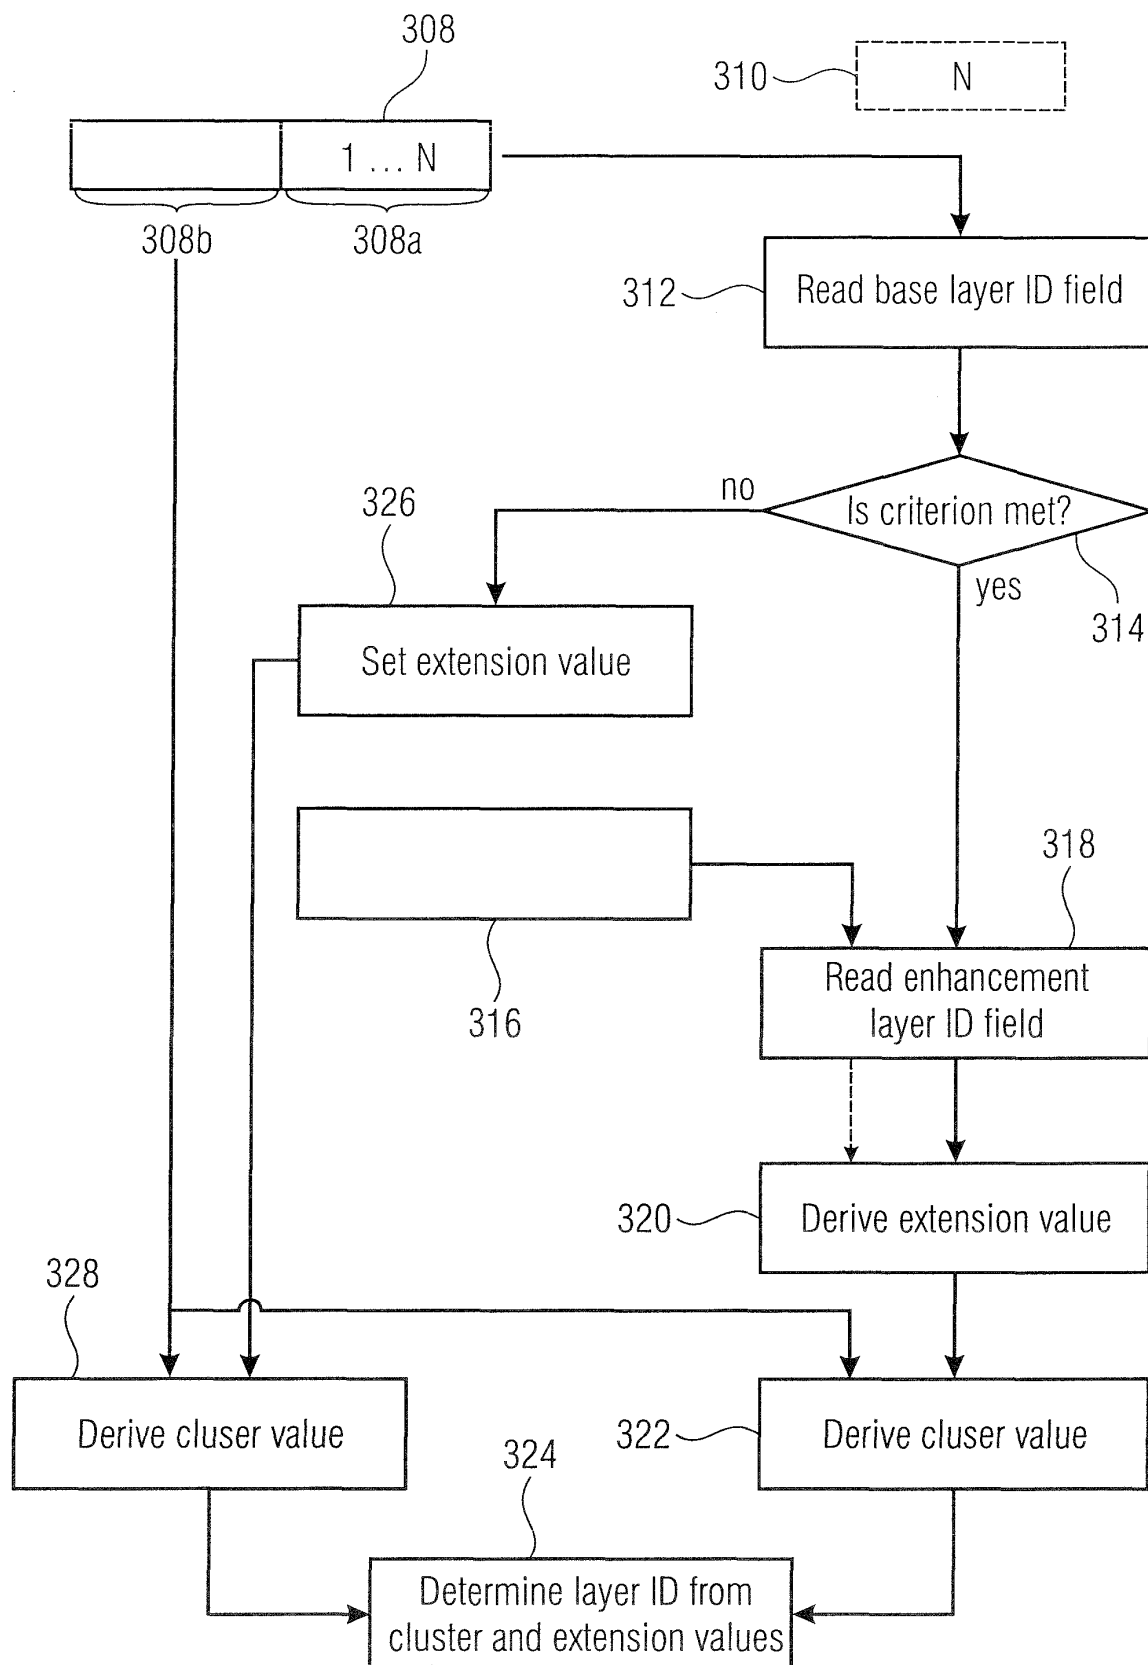 308
310
N
1 ... N
308b
308a
312
Read base layer ID field
326
no
Is criterion met?
yes
314
Set extension value
318
Read enhancement
layer ID field
316
320
Derive extension value
328
Derive cluser value
322
Derive cluser value
324
Determine layer ID from
cluster and extension values